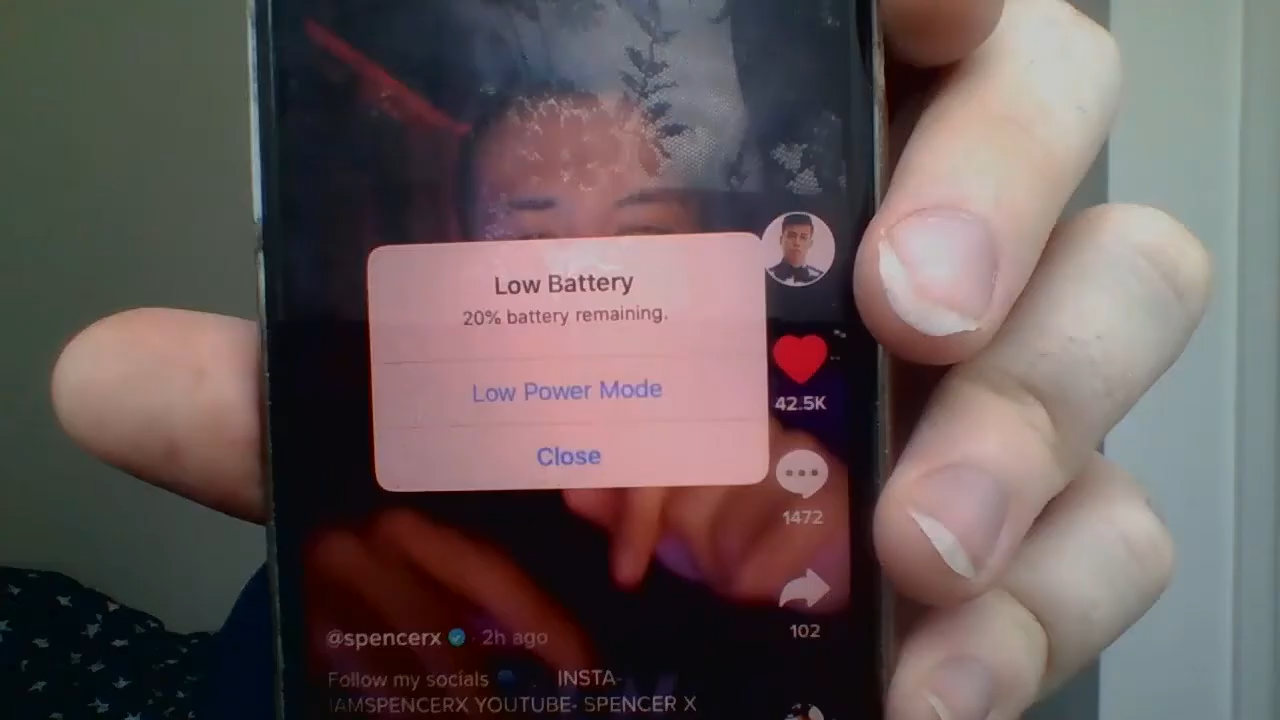 Low Battery
20% battery remaining.
Low Power Mode
Close
42.5K
1472
102
@spencerx · 2h ago
Follow my socials INSTA-
IAMSPENCERX YOUTUBE- SPENCER X